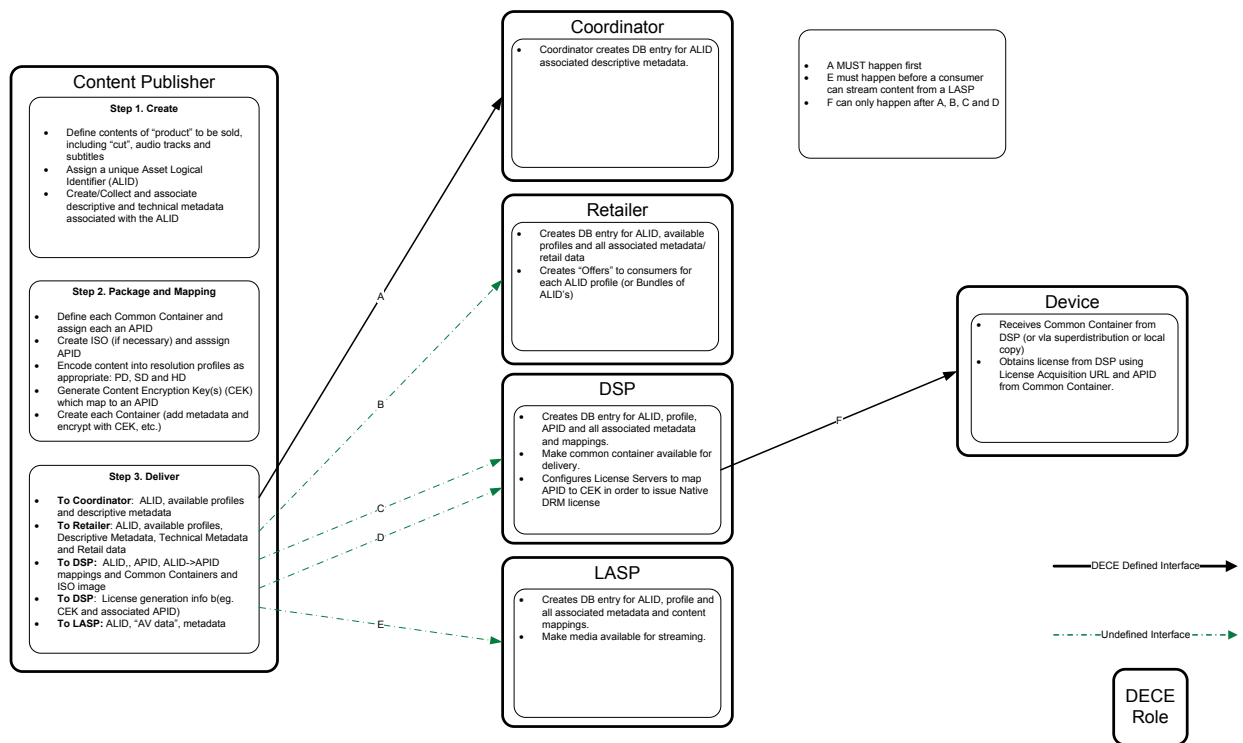 Content Publisher
Step 1. Create
• Define contents of “product” to be sold,
including “cut”, audio tracks and
subtitles
• Assign a unique Asset Logical
Identifier (ALID)
• Create/Collect and associate
descriptive and technical metadata
associated with the ALID
Step 2. Package and Mapping
• Define each Common Container and
assign each an APID
• Create ISO (if necessary) and asssign
APID
• Encode content into resolution profiles as
appropriate: PD, SD and HD
• Generate Content Encryption Key(s) (CEK)
which map to an APID
• Create each Container (add metadata and
encrypt with CEK, etc.)
Step 3. Deliver
• To Coordinator: ALID, available profiles
and descriptive metadata
• To Retailer: ALID, available profiles,
Descriptive Metadata, Technical Metadata
and Retail data
• To DSP: ALID,, APID, ALID->APID
mappings and Common Containers and
ISO image
• To DSP: License generation info b(eg.
CEK and associated APID)
• To LASP: ALID, “AV data”, metadata
A
B
C
D
E
Coordinator
• Coordinator creates DB entry for ALID
associated descriptive metadata.
Retailer
• Creates DB entry for ALID, available
profiles and all associated metadata/
retail data
• Creates “Offers” to consumers for
each ALID profile (or Bundles of
ALID’s)
DSP
• Creates DB entry for ALID, profile,
APID and all associated metadata
and mappings.
• Make common container available for
delivery.
• Configures License Servers to map
APID to CEK in order to issue Native
DRM license
LASP
• Creates DB entry for ALID, profile and
all associated metadata and content
mappings.
• Make media available for streaming.
F
• A MUST happen first
• E must happen before a consumer
can stream content from a LASP
• F can only happen after A, B, C and D
Device
• Receives Common Container from
DSP (or via superdistribution or local
copy)
• Obtains license from DSP using
License Acquisition URL and APID
from Common Container.
DECE Defined Interface
Undefined Interface
DECE
Role